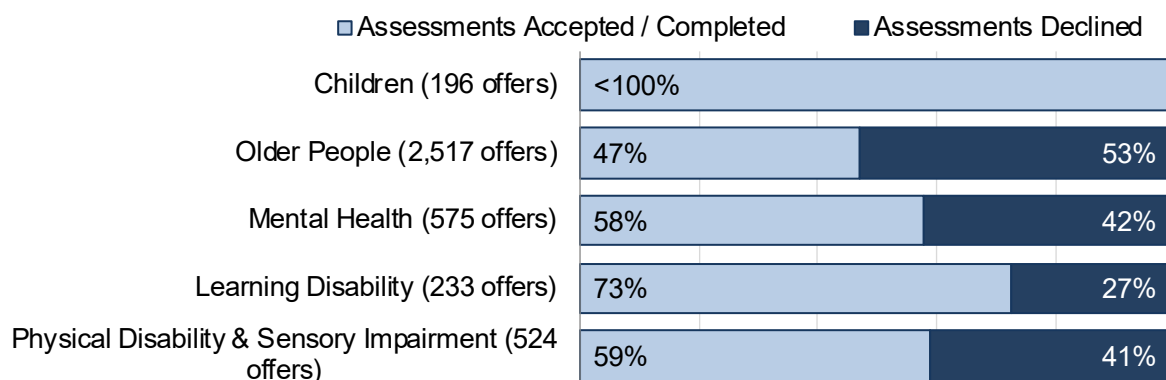 Assessments Accepted / Completed Assessments Declined
Children (196 offers) <100%
Older People (2,517 offers) 47% 53%
Mental Health (575 offers) 58% 42%
Learning Disability (233 offers) 73% 27%
Physical Disability & Sensory Impairment (524
offers) 59% 41%